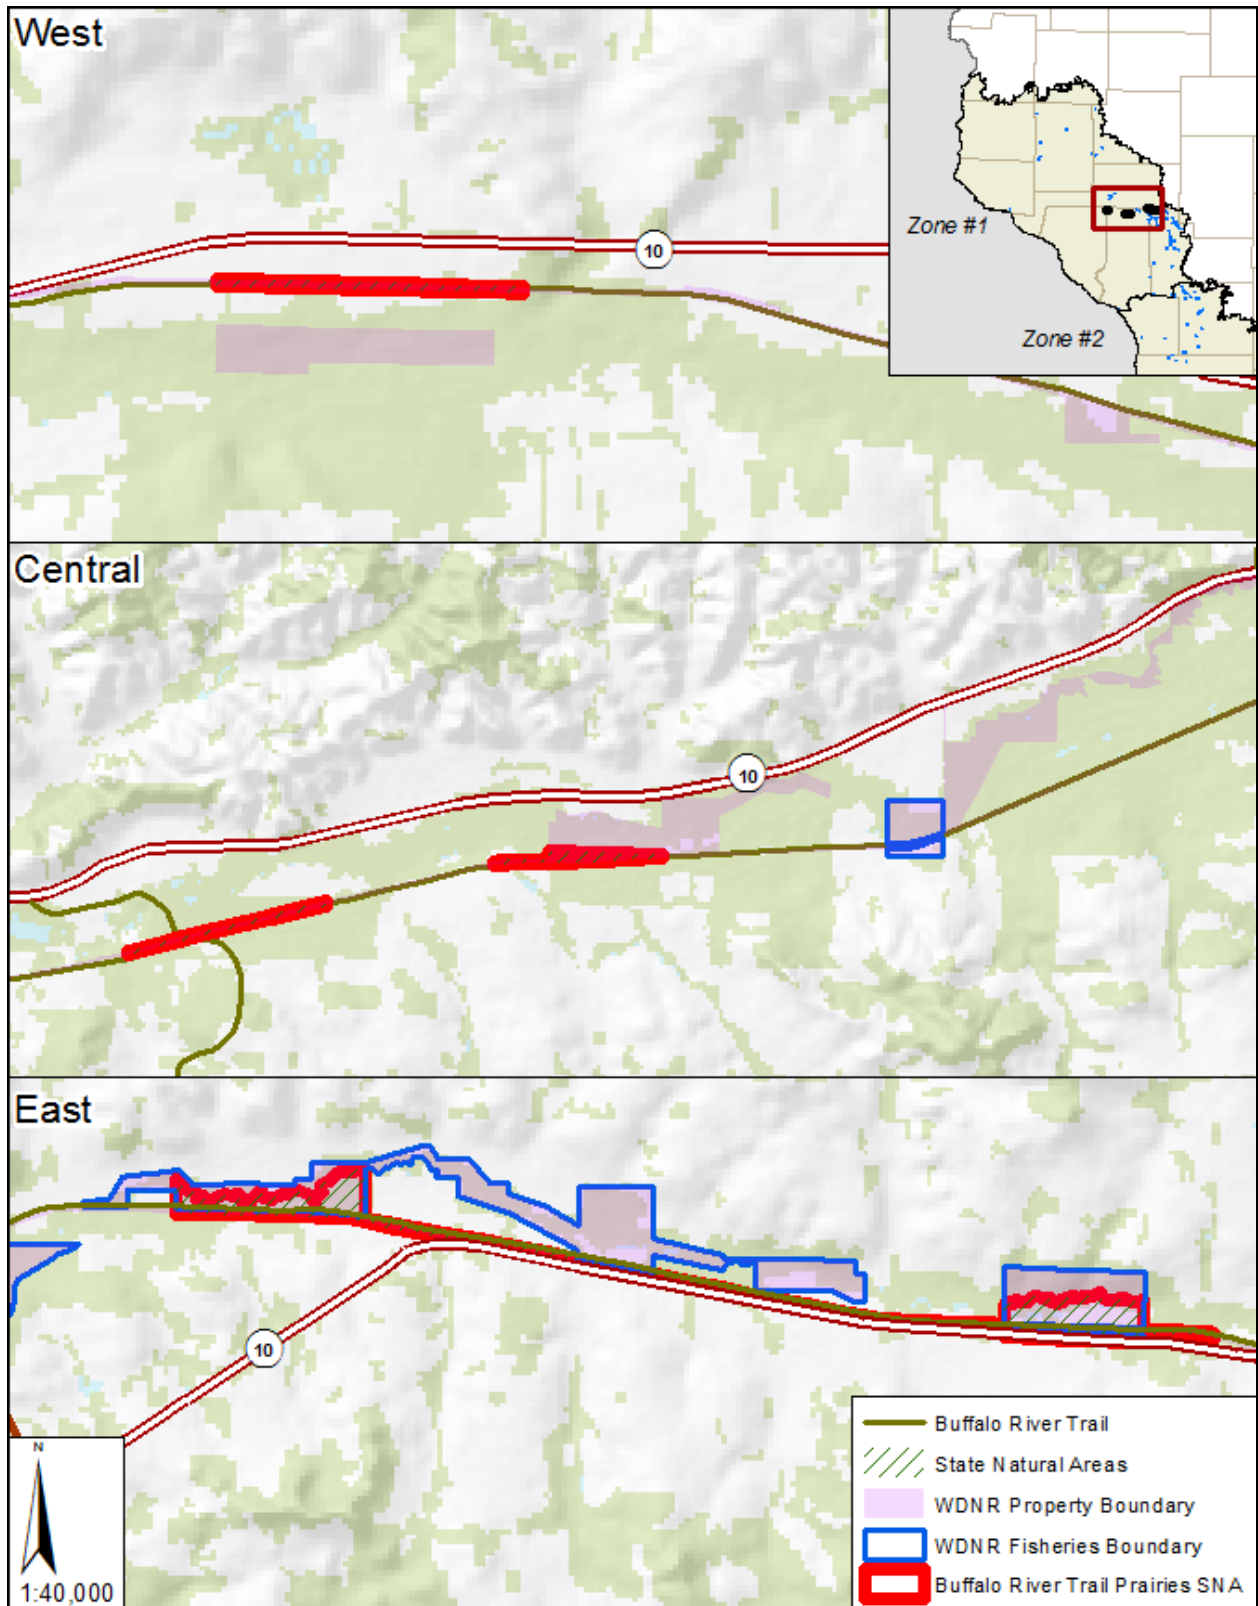 West
Zone #1
Zone #2
10
Central
10
East
10
N
1:40,000
Buffalo River Trail
State Natural Areas
WDNR Property Boundary
WDNR Fisheries Boundary
Buffalo River Trail Prairies SNA